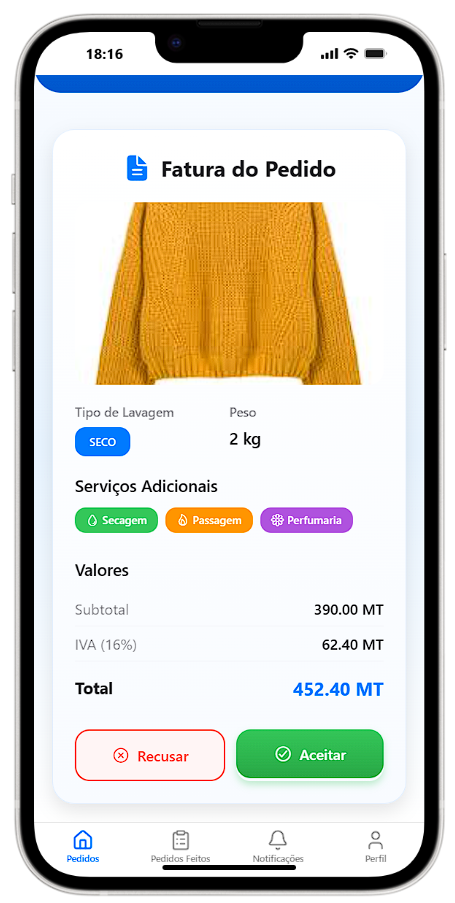 18:16
Fatura do Pedido
Tipo de Lavagem Peso
SECO 2 kg
Serviços Adicionais
Secagem Passagem Perfumaria
Valores
Subtotal 390.00 MT
IVA (16%) 62.40 MT
Total 452.40 MT
Recusar Aceitar
Pedidos Pedidos Feitos Notificações Perfil